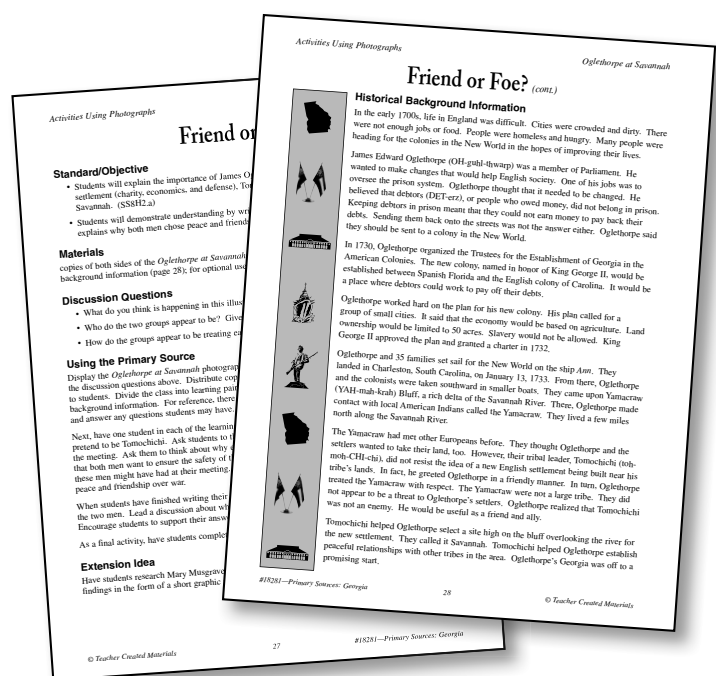 Activities Using Photographs
Friend or
Standard/Objective
• Students will explain the importance of James O
settlement (charity, economics, and defense), To
Savannah. (SS8H2.a)
• Students will demonstrate understanding by wri
explains why both men chose peace and friends
Materials
copies of both sides of the Oglethorpe at Savannah
background information (page 28); for optional use
Discussion Questions
• What do you think is happening in this illus
• Who do the two groups appear to be? Give
• How do the groups appear to be treating ea
Using the Primary Source
Display the Oglethorpe at Savannah photograp
the discussion questions above. Distribute cop
to students. Divide the class into learning pair
background information. For reference, there
and answer any questions students may have.
Next, have one student in each of the learning
pretend to be Tomochichi. Ask students to t
the meeting. Ask them to think about why
that both men want to ensure the safety of t
these men might have had at their meeting.
peace and friendship over war.
When students have finished writing their
the two men. Lead a discussion about wh
Encourage students to support their answ
As a final activity, have students complet
Extension Idea
Have students research Mary Musgrave
findings in the form of a short graphic
© Teacher Created Materials
27
#18281—Primary Sources: Georgia
Activities Using Photographs
Oglethorpe at Savannah
Friend or Foe? (cont.)
Historical Background Information
In the early 1700s, life in England was difficult. Cities were crowded and dirty. There
were not enough jobs or food. People were homeless and hungry. Many people were
heading for the colonies in the New World in the hopes of improving their lives.
James Edward Oglethorpe (OH-guhl-thwarp) was a member of Parliament. He
wanted to make changes that would help English society. One of his jobs was to
oversee the prison system. Oglethorpe thought that it needed to be changed. He
believed that debtors (DET-erz), or people who owed money, did not belong in prison.
Keeping debtors in prison meant that they could not earn money to pay back their
debts. Sending them back onto the streets was not the answer either. Oglethorpe said
they should be sent to a colony in the New World.
In 1730, Oglethorpe organized the Trustees for the Establishment of Georgia in the
American Colonies. The new colony, named in honor of King George II, would be
established between Spanish Florida and the English colony of Carolina. It would be
a place where debtors could work to pay off their debts.
Oglethorpe worked hard on the plan for his new colony. His plan called for a
group of small cities. It said that the economy would be based on agriculture. Land
ownership would be limited to 50 acres. Slavery would not be allowed. King
George II approved the plan and granted a charter in 1732.
Oglethorpe and 35 families set sail for the New World on the ship Ann. They
landed in Charleston, South Carolina, on January 13, 1733. From there, Oglethorpe
and the colonists were taken southward in smaller boats. They came upon Yamacraw
(YAH-mah-krah) Bluff, a rich delta of the Savannah River. There, Oglethorpe made
contact with local American Indians called the Yamacraw. They lived a few miles
north along the Savannah River.
The Yamacraw had met other Europeans before. They thought Oglethorpe and the
settlers wanted to take their land, too. However, their tribal leader, Tomochichi (toh-
moh-CHI-chi), did not resist the idea of a new English settlement being built near his
tribe's lands. In fact, he greeted Oglethorpe in a friendly manner. In turn, Oglethorpe
treated the Yamacraw with respect. The Yamacraw were not a large tribe. They did
not appear to be a threat to Oglethorpe's settlers. Oglethorpe realized that Tomochichi
was not an enemy. He would be useful as a friend and ally.
Tomochichi helped Oglethorpe select a site high on the bluff overlooking the river for
the new settlement. They called it Savannah. Tomochichi helped Oglethorpe establish
peaceful relationships with other tribes in the area. Oglethorpe's Georgia was off to a
promising start.
#18281—Primary Sources: Georgia
28
© Teacher Created Materials